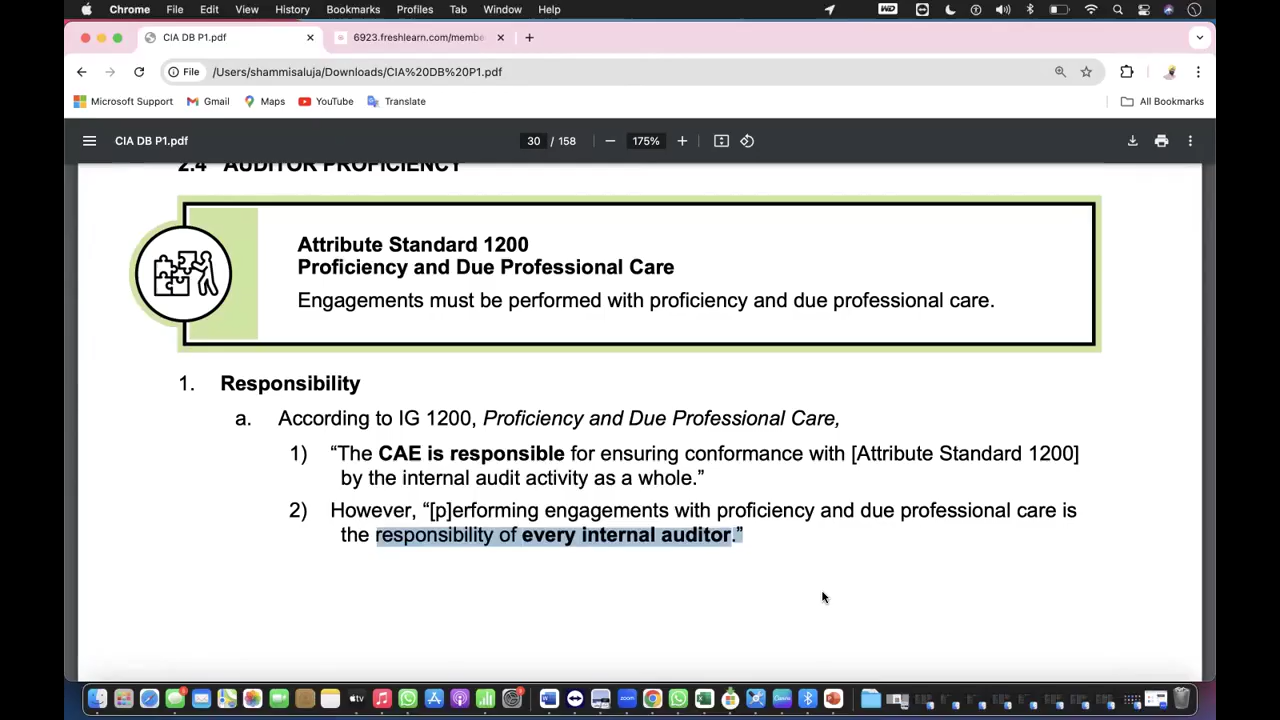 Chrome File Edit View History Bookmarks Profiles Tab Window Help
CIA DB P1.pdf
6923.freshlearn.com/membe
File /Users/shammisaluja/Downloads/CIA%20DB%20P1.pdf
Microsoft Support Gmail Maps YouTube Translate All Bookmarks
CIA DB P1.pdf 30 / 158 175%
2.4 AUDITOR PROFICIENCY
Attribute Standard 1200
Proficiency and Due Professional Care
Engagements must be performed with proficiency and due professional care.
1. Responsibility
a. According to IG 1200, Proficiency and Due Professional Care,
1) “The CAE is responsible for ensuring conformance with [Attribute Standard 1200]
by the internal audit activity as a whole.”
2) However, “[p]erforming engagements with proficiency and due professional care is
the responsibility of every internal auditor.”